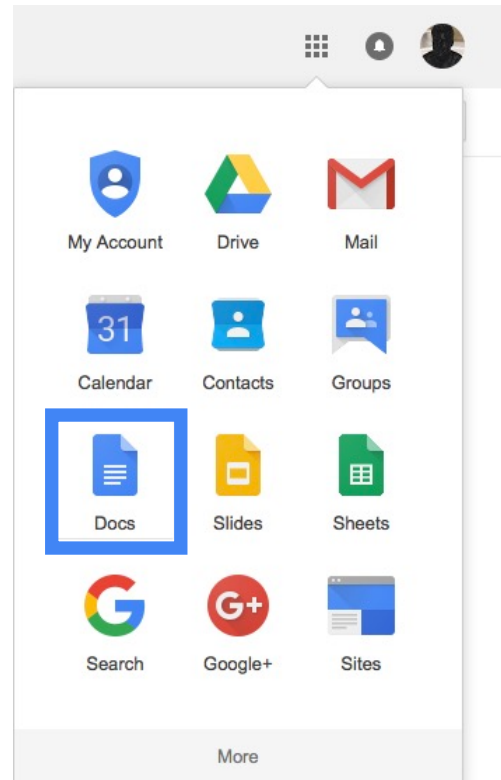 My Account Drive Mail
31
Calendar Contacts Groups
Docs Slides Sheets
G G+
Search Google+ Sites
More